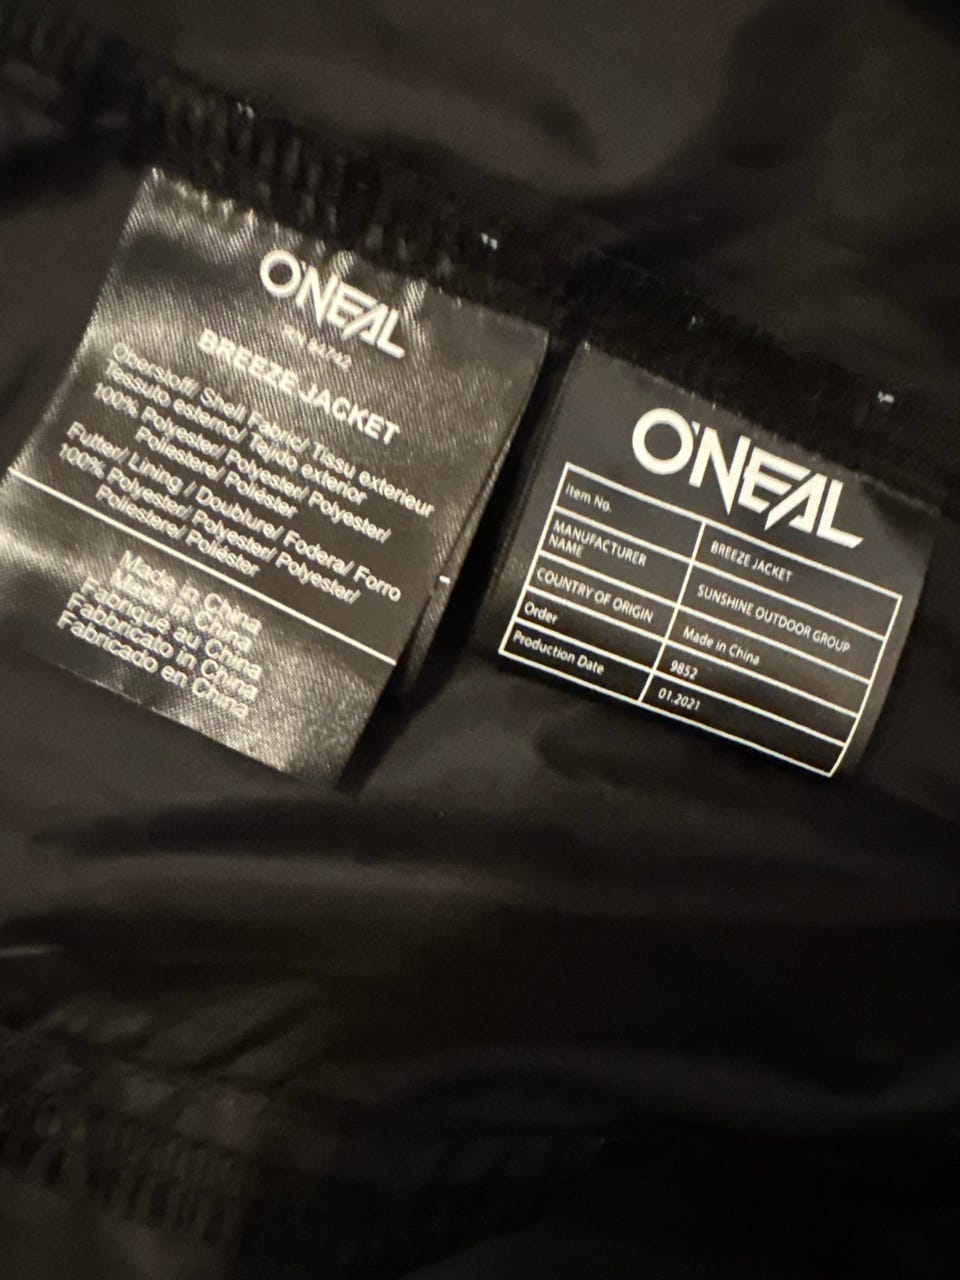 O'NEAL
BREEZE JACKET
Oberstoff/ Shell Fabric/ Tissu exterieur
Tessuto esterno/ Tejido exterior
100% Polyester/ Polyester/ Polyester/
Poliestere/ Poliéster
Futter/ Lining / Doublure/ Fodera/ Forro
100% Polyester/ Polyester/ Polyester/
Poliestere/ Poliéster
Made in China
Made in China
Fabriqué au China
Fabbricato in China
Fabricado en China
O'NEAL
Item No. BREEZE JACKET
MANUFACTURER NAME SUNSHINE OUTDOOR GROUP
COUNTRY OF ORIGIN Made in China
Order 9852
Production Date 01.2021